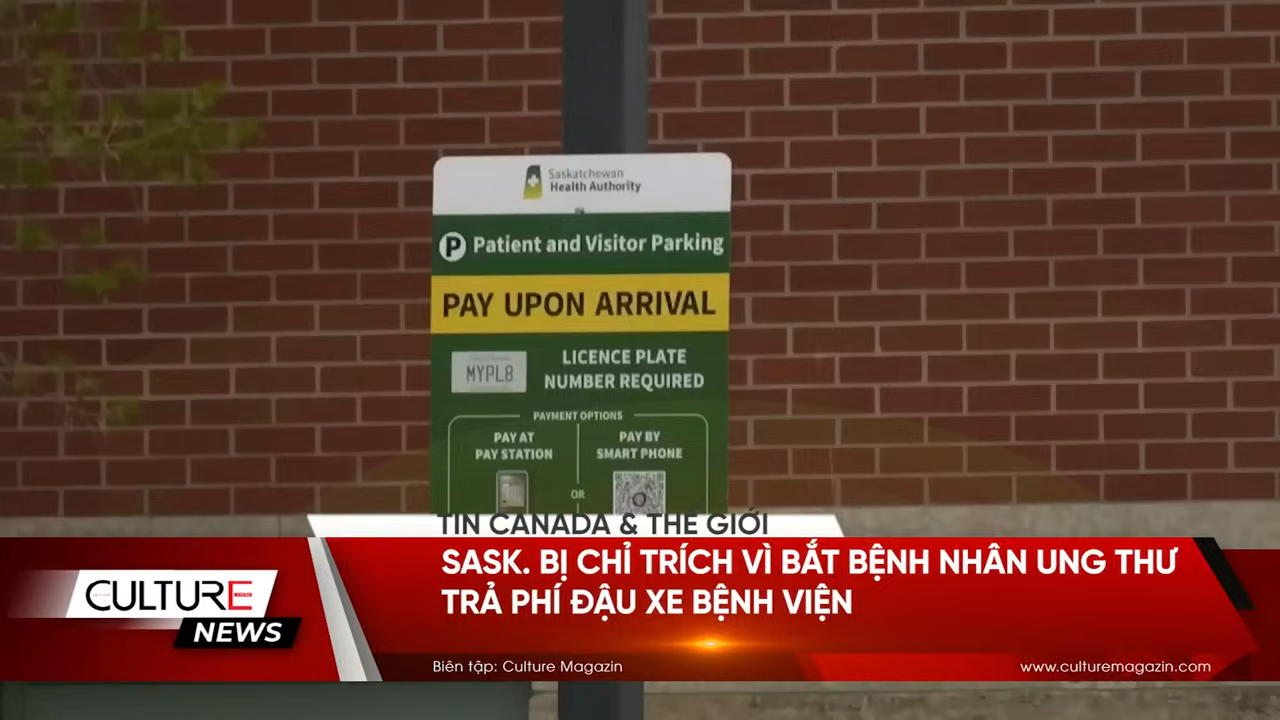 Saskatchewan
Health Authority
P Patient and Visitor Parking
PAY UPON ARRIVAL
MYPL8
LICENCE PLATE
NUMBER REQUIRED
PAYMENT OPTIONS
PAY AT
PAY STATION
OR
PAY BY
SMART PHONE
TIN CANADA & THẾ GIỚI
SASK. BỊ CHỈ TRÍCH VÌ BẮT BỆNH NHÂN UNG THƯ
TRẢ PHÍ ĐẬU XE BỆNH VIỆN
CULTURE
MAGAZIN
NEWS
Biên tập: Culture Magazin
www.culturemagazin.com